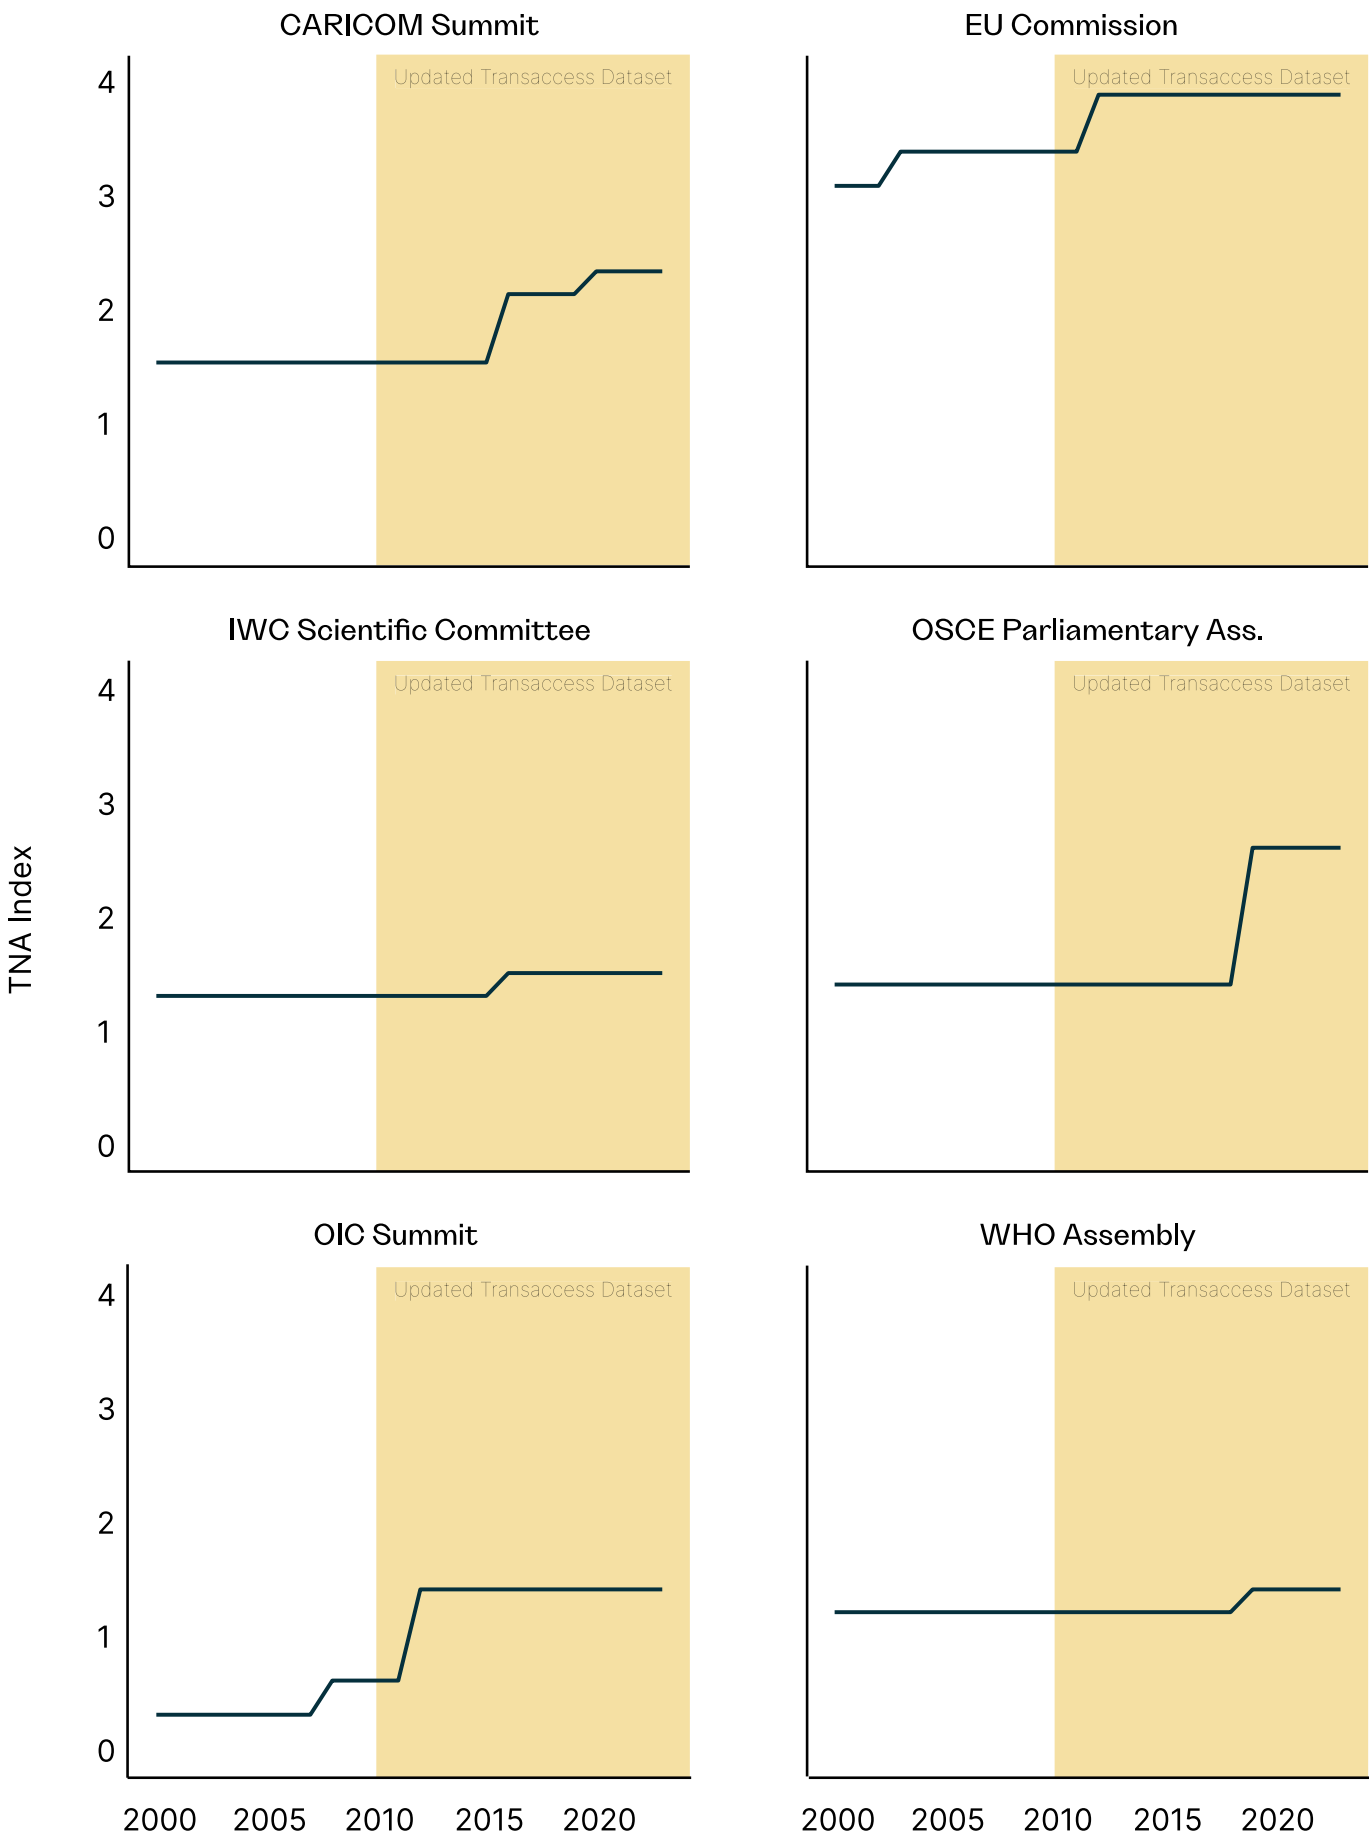 CARICOM Summit
EU Commission
Updated Transaccess Dataset
Updated Transaccess Dataset
4
3
2
1
0
IWC Scientific Committee
OSCE Parliamentary Ass.
Updated Transaccess Dataset
Updated Transaccess Dataset
4
3
2
1
0
TNA Index
OIC Summit
WHO Assembly
Updated Transaccess Dataset
Updated Transaccess Dataset
4
3
2
1
0
2000 2005 2010 2015 2020
2000 2005 2010 2015 2020